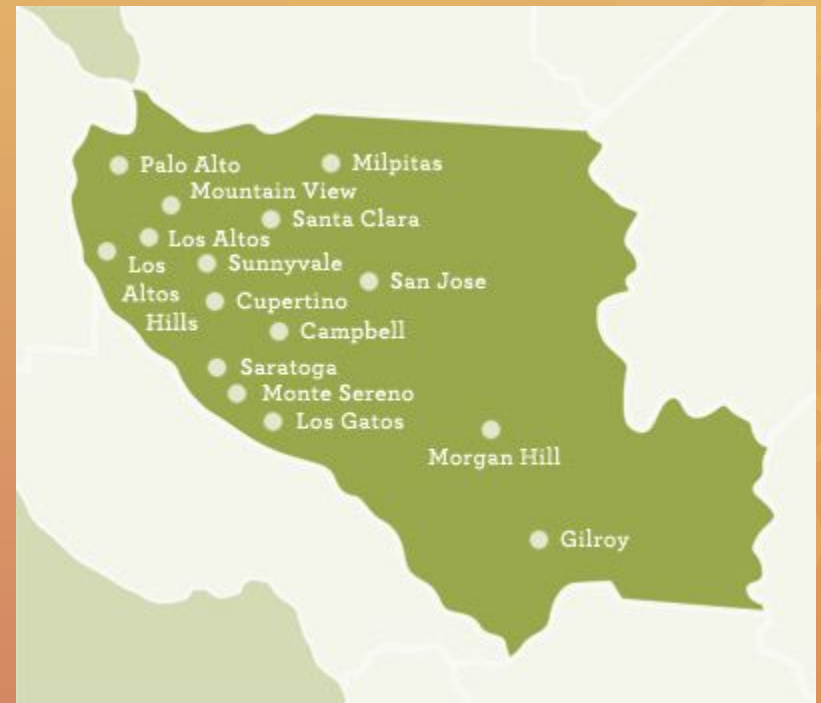 Palo Alto
Milpitas
Mountain View
Santa Clara
Los Altos
Los
Altos
Hills
Sunnyvale
San Jose
Cupertino
Campbell
Saratoga
Monte Sereno
Los Gatos
Morgan Hill
Gilroy